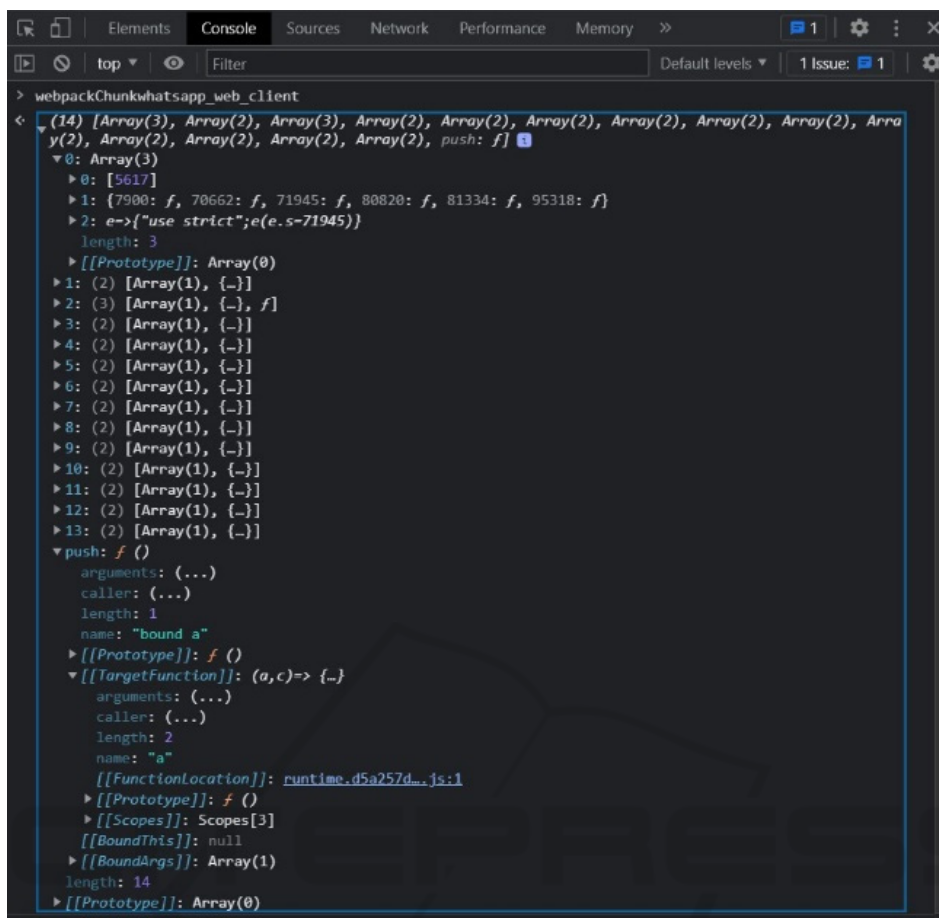 Elements Console Sources Network Performance Memory » 1
top ▼ Filter Default levels ▼ 1 Issue: 1
> webpackChunkwhatsapp_web_client
(14) [Array(3), Array(2), Array(3), Array(2), Array(2), Array(2), Array(2), Array(2), Array(2), Array(2), Arra
y(2), Array(2), Array(2), Array(2), Array(2), push: ƒ] i
▼0: Array(3)
▶0: [5617]
▶1: {7900: ƒ, 70662: ƒ, 71945: ƒ, 80820: ƒ, 81334: ƒ, 95318: ƒ}
▶2: e=>{"use strict";e(e.s=71945)}
length: 3
▶[[Prototype]]: Array(0)
▶1: (2) [Array(1), {…}]
▶2: (3) [Array(1), {…}, ƒ]
▶3: (2) [Array(1), {…}]
▶4: (2) [Array(1), {…}]
▶5: (2) [Array(1), {…}]
▶6: (2) [Array(1), {…}]
▶7: (2) [Array(1), {…}]
▶8: (2) [Array(1), {…}]
▶9: (2) [Array(1), {…}]
▶10: (2) [Array(1), {…}]
▶11: (2) [Array(1), {…}]
▶12: (2) [Array(1), {…}]
▶13: (2) [Array(1), {…}]
▼push: ƒ ()
arguments: (...)
caller: (...)
length: 1
name: "bound a"
▶[[Prototype]]: ƒ ()
▼[[TargetFunction]]: (a,c)=> {…}
arguments: (...)
caller: (...)
length: 2
name: "a"
[[FunctionLocation]]: runtime.d5a257d….js:1
▶[[Prototype]]: ƒ ()
▶[[Scopes]]: Scopes[3]
[[BoundThis]]: null
▶[[BoundArgs]]: Array(1)
length: 14
▶[[Prototype]]: Array(0)